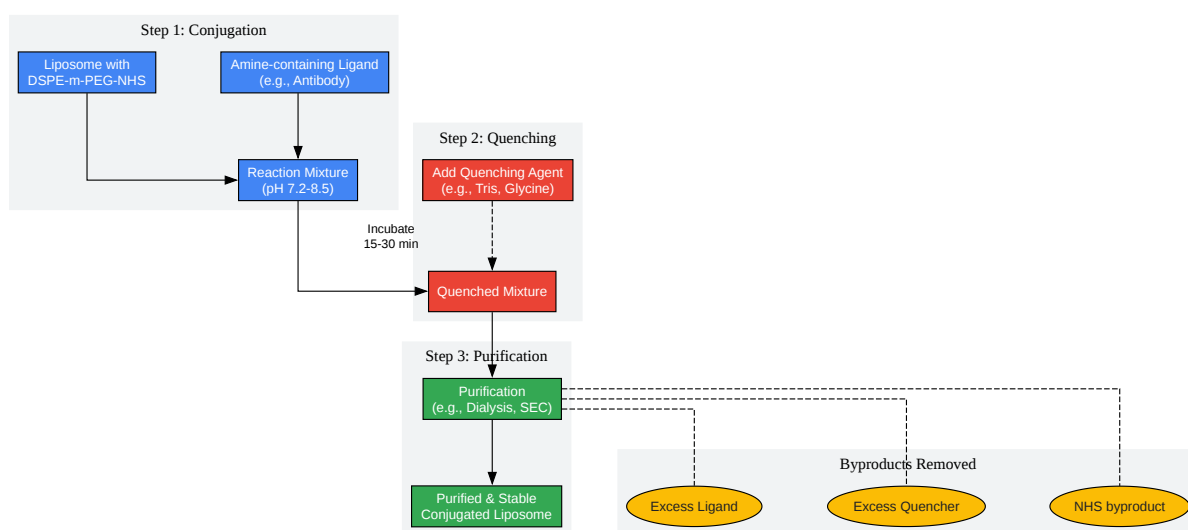 Step 1: Conjugation
Liposome with
DSPE-m-PEG-NHS
Amine-containing Ligand
(e.g., Antibody)
Reaction Mixture
(pH 7.2-8.5)
Incubate
15-30 min
Step 2: Quenching
Add Quenching Agent
(e.g., Tris, Glycine)
Quenched Mixture
Step 3: Purification
Purification
(e.g., Dialysis, SEC)
Purified & Stable
Conjugated Liposome
Byproducts Removed
Excess Ligand
Excess Quencher
NHS byproduct